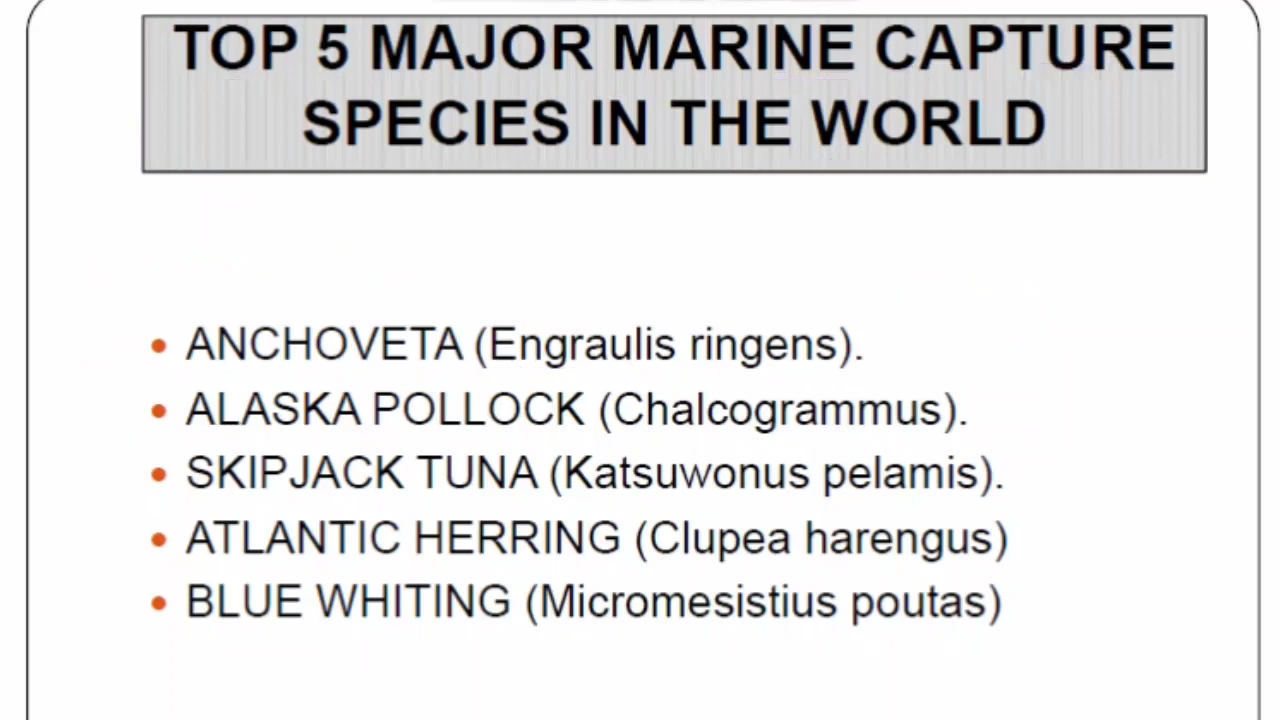 TOP 5 MAJOR MARINE CAPTURE
SPECIES IN THE WORLD
• ANCHOVETA (Engraulis ringens).
• ALASKA POLLOCK (Chalcogrammus).
• SKIPJACK TUNA (Katsuwonus pelamis).
• ATLANTIC HERRING (Clupea harengus)
• BLUE WHITING (Micromesistius poutas)